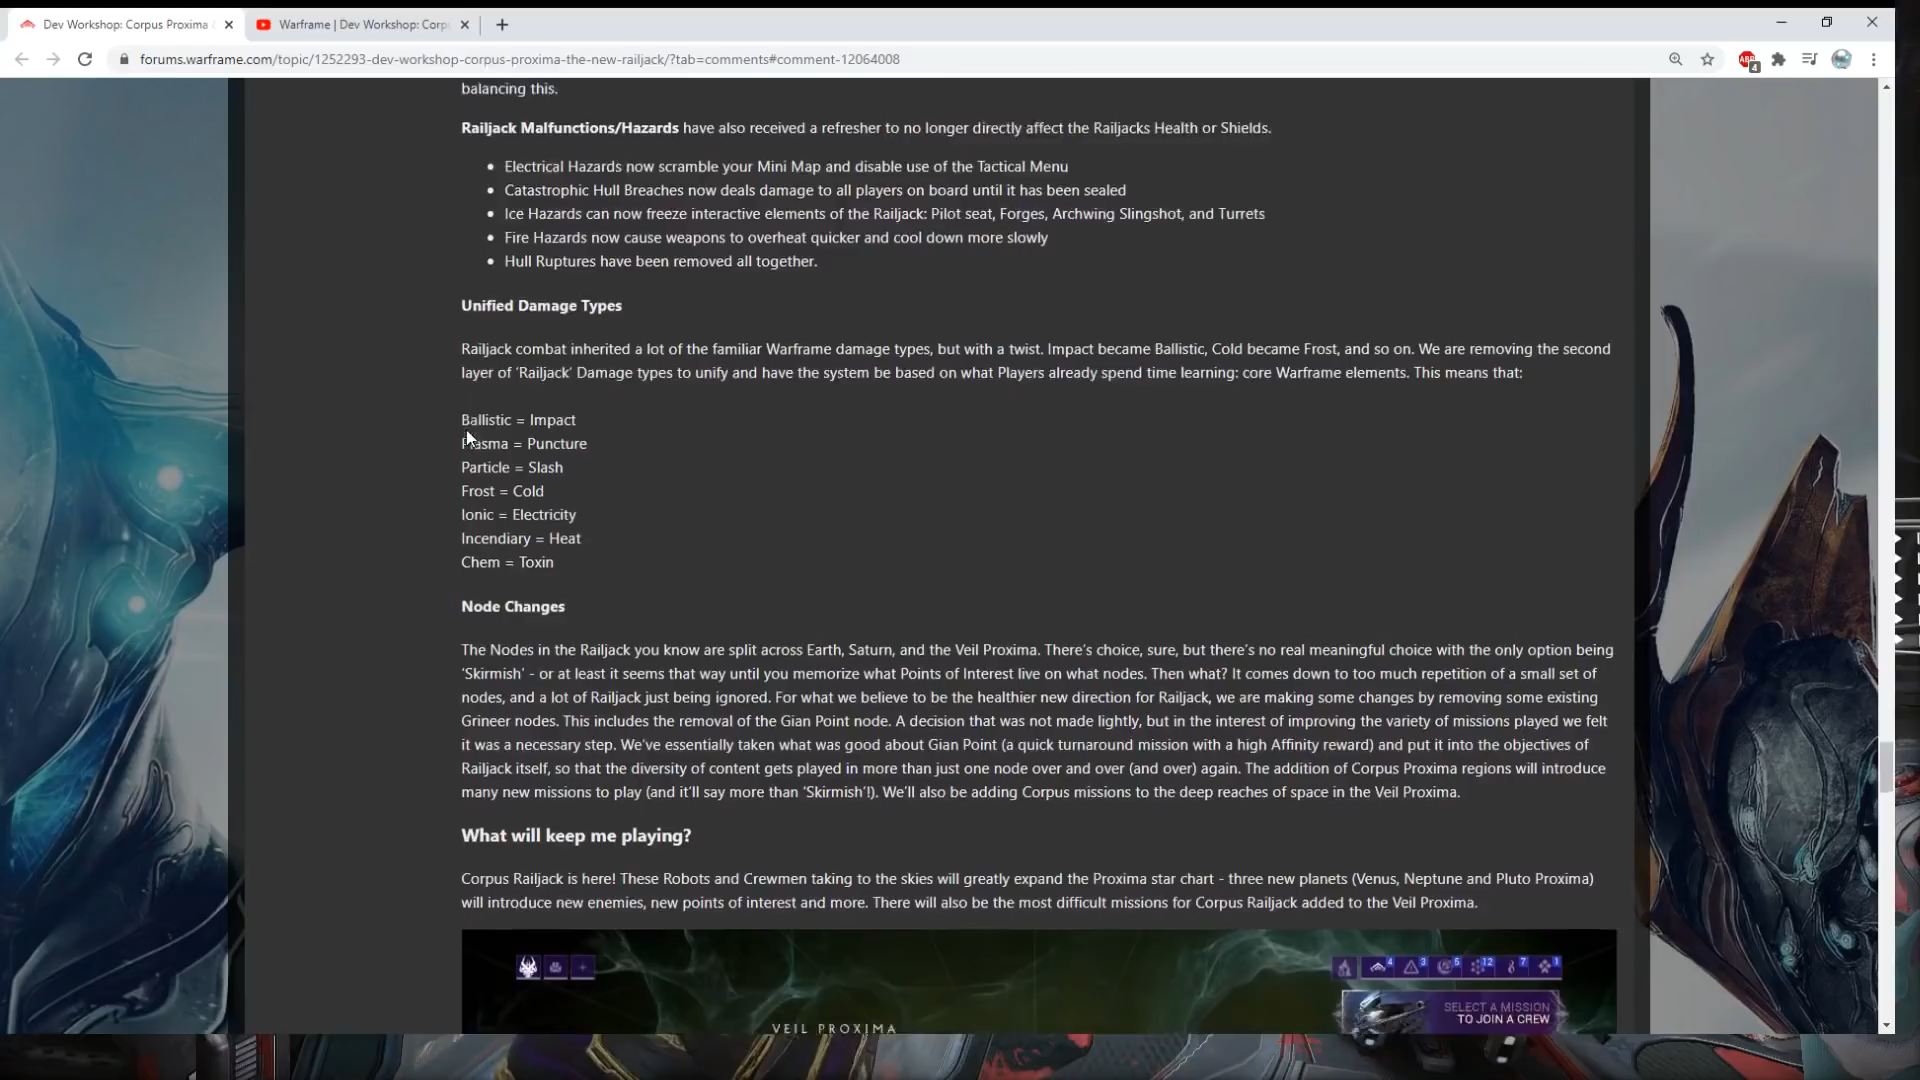 Dev Workshop: Corpus Proxima
Warframe | Dev Workshop: Corp
forums.warframe.com/topic/1252293-dev-workshop-corpus-proxima-the-new-railjack/?tab=comments#comment-12064008
ABP
4
balancing this.
Railjack Malfunctions/Hazards have also received a refresher to no longer directly affect the Railjacks Health or Shields.
Electrical Hazards now scramble your Mini Map and disable use of the Tactical Menu
Catastrophic Hull Breaches now deals damage to all players on board until it has been sealed
Ice Hazards can now freeze interactive elements of the Railjack: Pilot seat, Forges, Archwing Slingshot, and Turrets
Fire Hazards now cause weapons to overheat quicker and cool down more slowly
Hull Ruptures have been removed all together.
Unified Damage Types
Railjack combat inherited a lot of the familiar Warframe damage types, but with a twist. Impact became Ballistic, Cold became Frost, and so on. We are removing the second
layer of ‘Railjack’ Damage types to unify and have the system be based on what Players already spend time learning: core Warframe elements. This means that:
Ballistic = Impact
Plasma = Puncture
Particle = Slash
Frost = Cold
Ionic = Electricity
Incendiary = Heat
Chem = Toxin
Node Changes
The Nodes in the Railjack you know are split across Earth, Saturn, and the Veil Proxima. There’s choice, sure, but there’s no real meaningful choice with the only option being
‘Skirmish’ - or at least it seems that way until you memorize what Points of Interest live on what nodes. Then what? It comes down to too much repetition of a small set of
nodes, and a lot of Railjack just being ignored. For what we believe to be the healthier new direction for Railjack, we are making some changes by removing some existing
Grineer nodes. This includes the removal of the Gian Point node. A decision that was not made lightly, but in the interest of improving the variety of missions played we felt
it was a necessary step. We’ve essentially taken what was good about Gian Point (a quick turnaround mission with a high Affinity reward) and put it into the objectives of
Railjack itself, so that the diversity of content gets played in more than just one node over and over (and over) again. The addition of Corpus Proxima regions will introduce
many new missions to play (and it’ll say more than ‘Skirmish’!). We’ll also be adding Corpus missions to the deep reaches of space in the Veil Proxima.
What will keep me playing?
Corpus Railjack is here! These Robots and Crewmen taking to the skies will greatly expand the Proxima star chart - three new planets (Venus, Neptune and Pluto Proxima)
will introduce new enemies, new points of interest and more. There will also be the most difficult missions for Corpus Railjack added to the Veil Proxima.
4 3 5 12 7 1
SELECT A MISSION
TO JOIN A CREW
VEIL PROXIMA